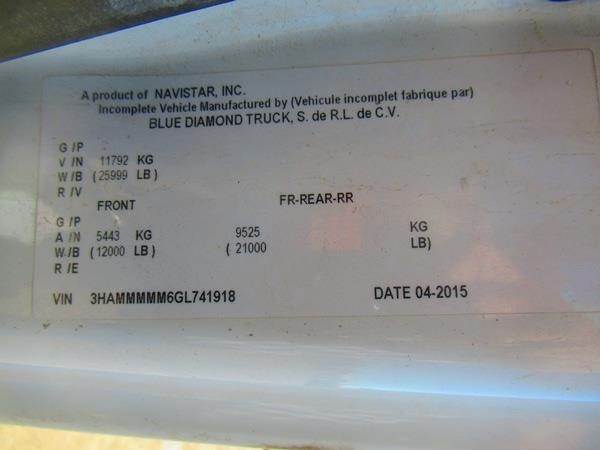 A product of NAVISTAR, INC.
Incomplete Vehicle Manufactured by (Vehicule incomplet fabrique par)
BLUE DIAMOND TRUCK, S. de R.L. de C.V.
G /P
V /N 11792 KG
W/B (25999 LB)
R /V
FRONT FR-REAR-RR
G /P
A /N 5443 KG 9525 KG
W/B (12000 LB) (21000 LB)
R /E
VIN 3HAMMMMM6GL741918 DATE 04-2015